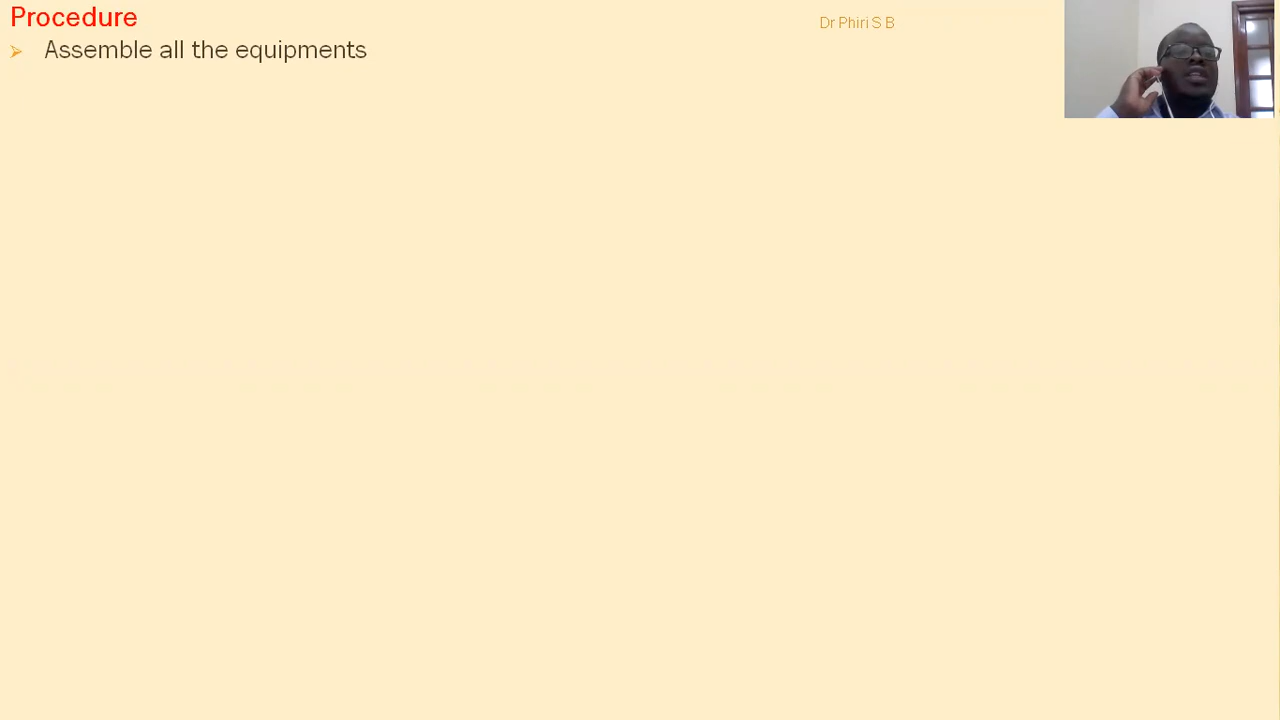 Procedure
Dr Phiri S B
➢ Assemble all the equipments